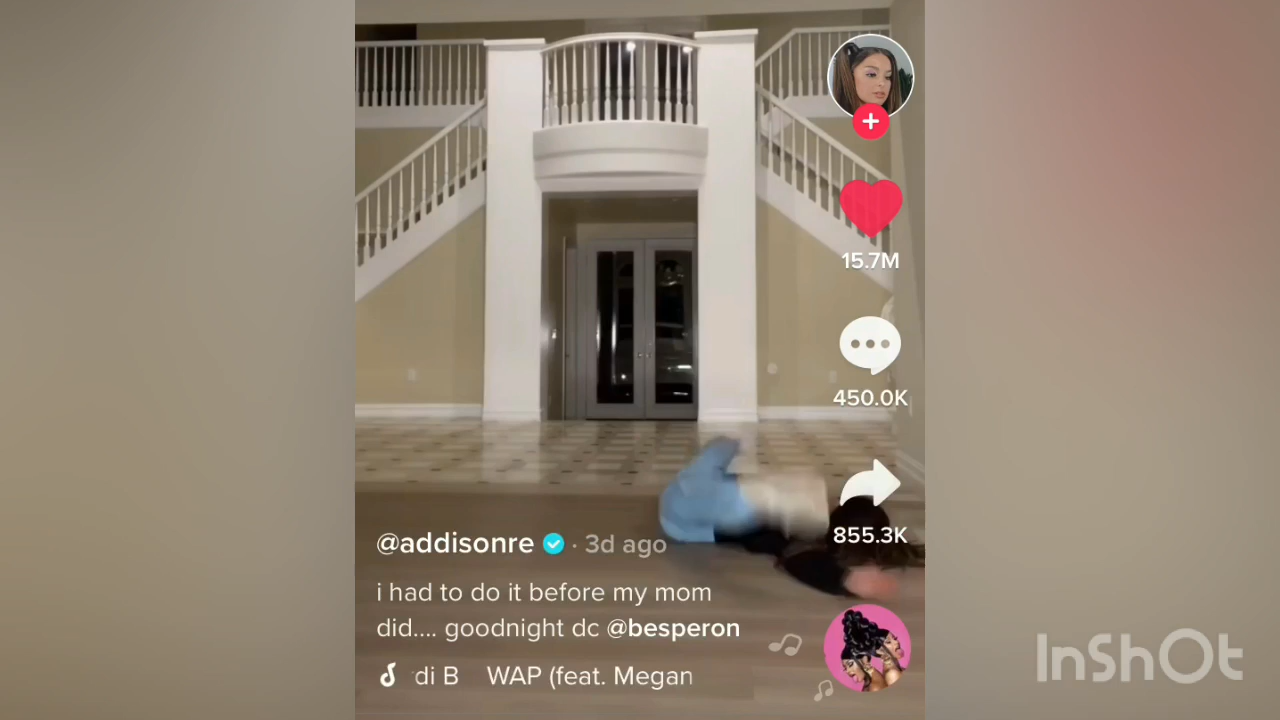 15.7M
450.0K
855.3K
@addisonre · 3d ago
i had to do it before my mom
did.... goodnight dc @besperon
di B WAP (feat. Megan
InShOt